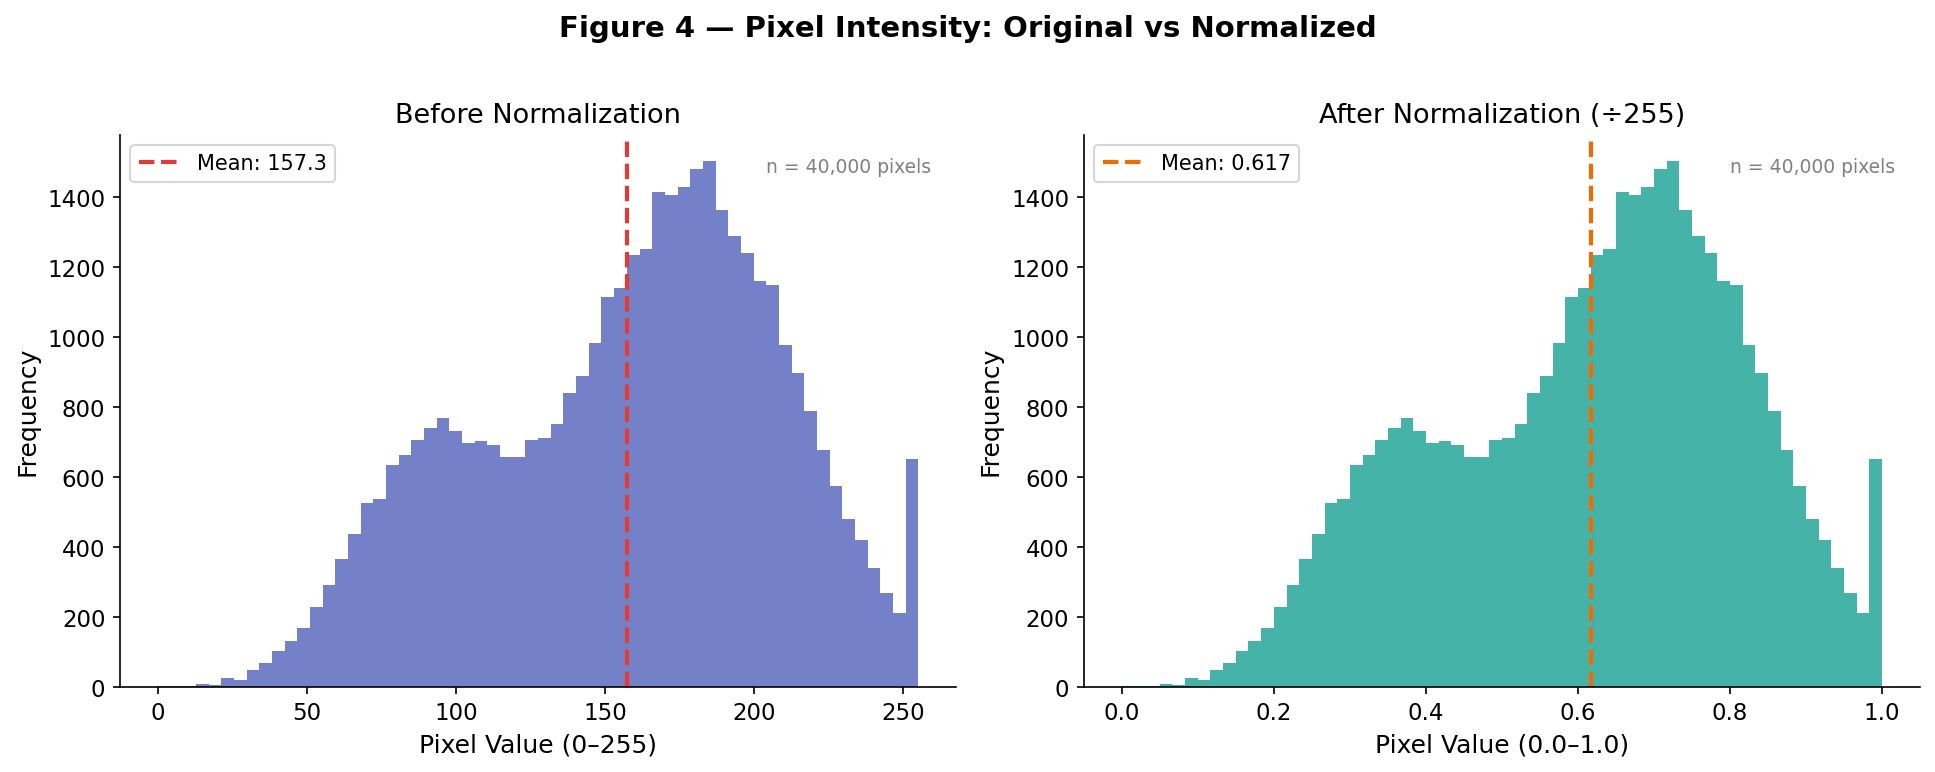 Figure 4 — Pixel Intensity: Original vs Normalized
Before Normalization
Mean: 157.3
n = 40,000 pixels
Frequency
1400
1200
1000
800
600
400
200
0
0 50 100 150 200 250
Pixel Value (0–255)
After Normalization (÷255)
Mean: 0.617
n = 40,000 pixels
Frequency
1400
1200
1000
800
600
400
200
0
0.0 0.2 0.4 0.6 0.8 1.0
Pixel Value (0.0–1.0)